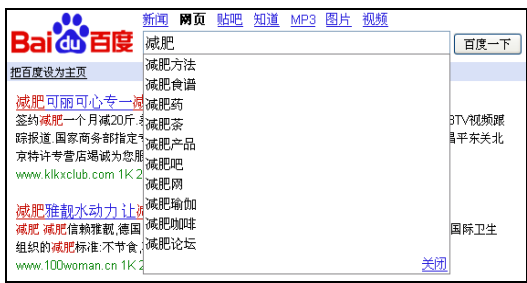 新闻 网页 贴吧 知道 MP3 图片 视频
Bai du 百度
减肥
百度一下
把百度设为主页
减肥方法
减肥食谱
减肥药
减肥茶
减肥产品
减肥吧
减肥网
减肥瑜伽
减肥咖啡
减肥论坛
关闭
减肥可丽可心专一减
签约减肥一个月减20斤.
BTV视频跟
踪报道.国家商务部指定
昌平东关北
京特许专营店竭诚为您服
www.klkxclub.com 1K 2
减肥雅靓水动力 让
减肥 减肥信赖雅靓,德国
国际卫生
组织的减肥标准:不节食,
www.100woman.cn 1K 2